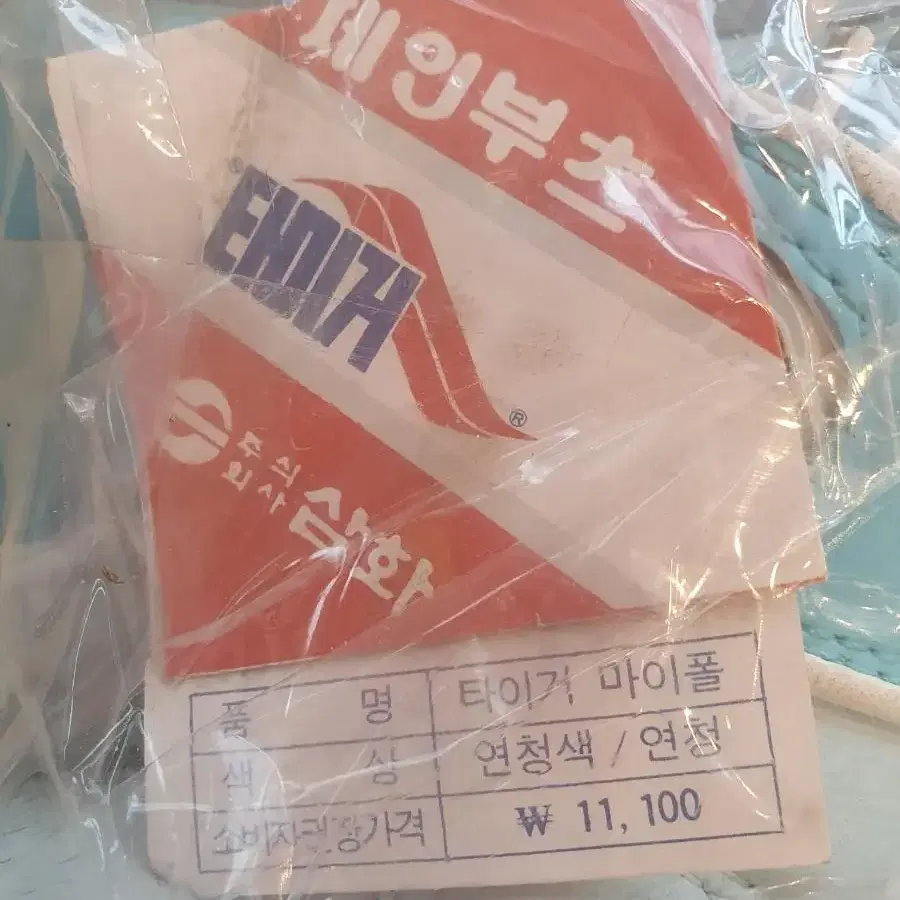 제인부츠
타이거
®
주식
회사
삼화
품 명 타이거 마이폴
색 상 연청색 / 연청
소비자권장가격 ₩ 11,100